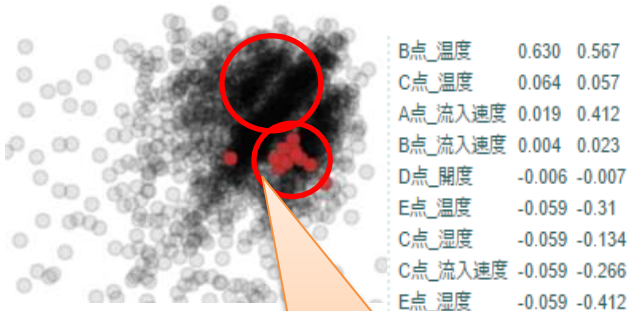 B点_温度 0.630 0.567
C点_温度 0.064 0.057
A点_流入速度 0.019 0.412
B点_流入速度 0.004 0.023
D点_開度 -0.006 -0.007
E点_温度 -0.059 -0.31
C点_湿度 -0.059 -0.134
C点_流入速度 -0.059 -0.266
E点_湿度 -0.059 -0.412